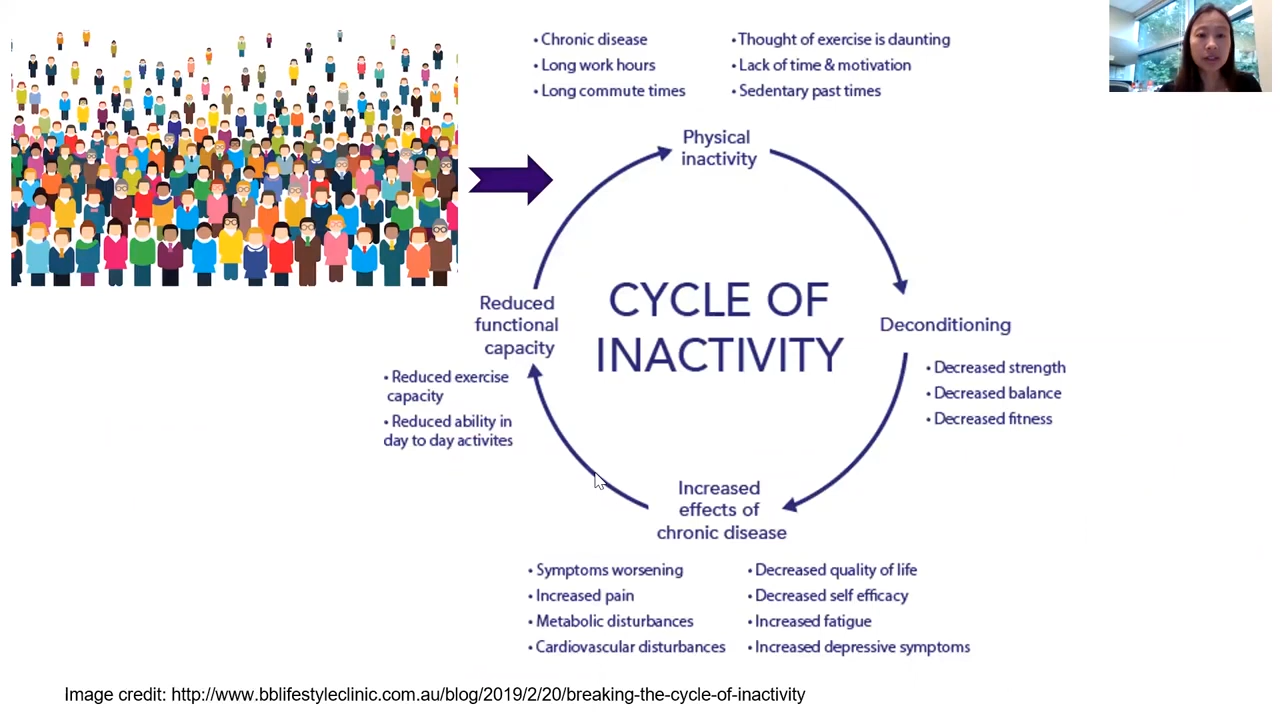 • Chronic disease
• Long work hours
• Long commute times
• Thought of exercise is daunting
• Lack of time & motivation
• Sedentary past times
Physical
inactivity
CYCLE OF
INACTIVITY
Deconditioning
• Decreased strength
• Decreased balance
• Decreased fitness
Increased
effects of
chronic disease
• Symptoms worsening
• Increased pain
• Metabolic disturbances
• Cardiovascular disturbances
• Decreased quality of life
• Decreased self efficacy
• Increased fatigue
• Increased depressive symptoms
Reduced
functional
capacity
• Reduced exercise
capacity
• Reduced ability in
day to day activites
Image credit: http://www.bblifestyleclinic.com.au/blog/2019/2/20/breaking-the-cycle-of-inactivity